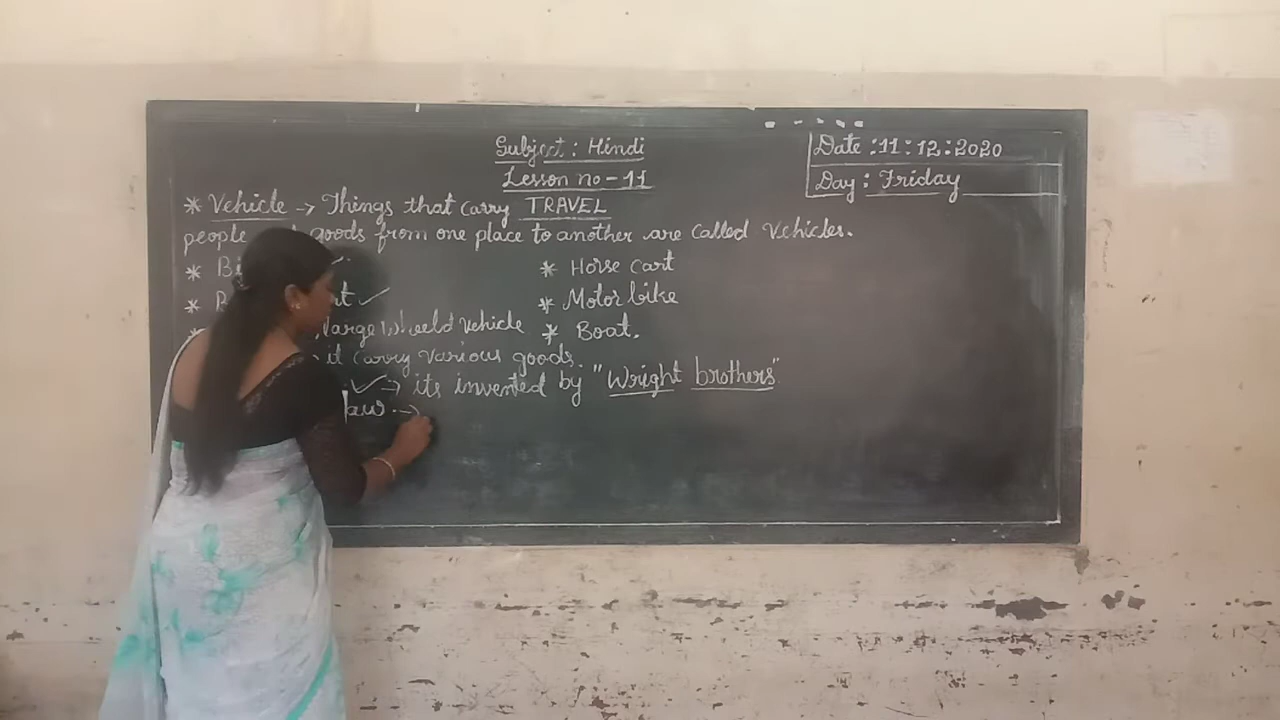 Subject : Hindi
Lesson no - 11
Date : 11 : 12 : 2020
Day : Friday
* Vehicle → Things that carry TRAVEL
people goods from one place to another are called vehicles.
* Horse cart
* Motor bike
large wheeld vehicle * Boat.
it carry various goods.
✓ → its invented by "Wright brothers"